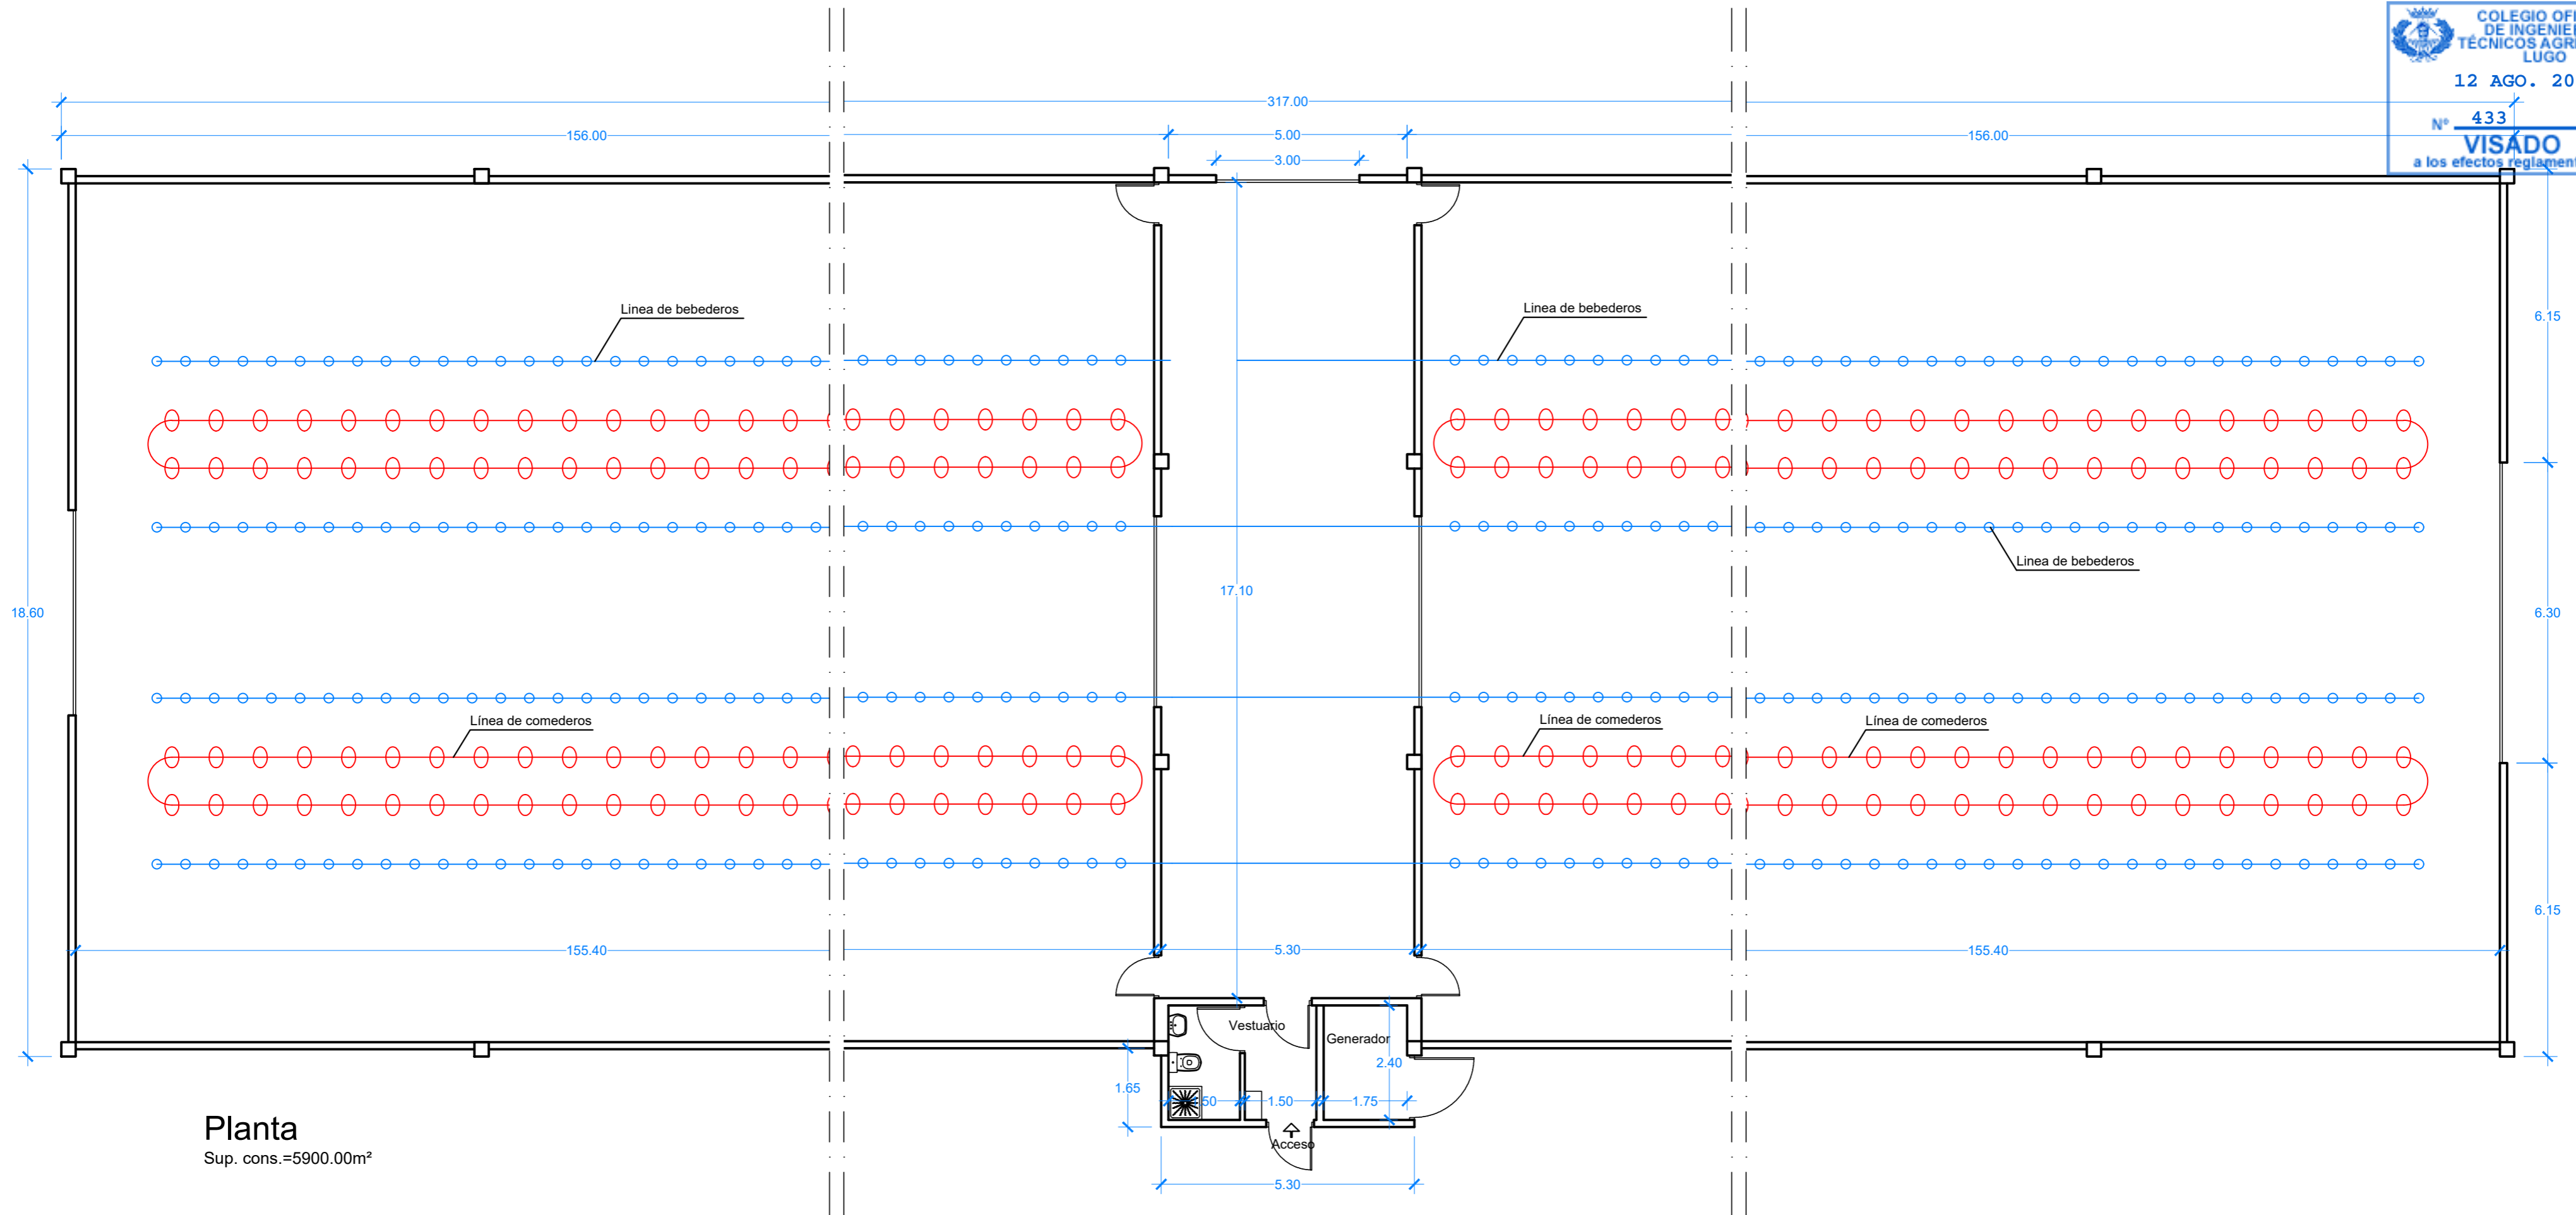 COLEGIO OFI
DE INGENIE
TÉCNICOS AGR
LUGO
12 AGO. 20
Nº 433
VISADO
a los efectos reglament
317.00
156.00
5.00
156.00
3.00
Linea de bebederos
Linea de bebederos
6.15
Linea de bebederos
17.10
18.60
6.30
Línea de comederos
Línea de comederos
Línea de comederos
6.15
155.40
5.30
155.40
Vestuario
Generador
2.40
1.65
.50
1.50
1.75
Acceso
5.30
Planta
Sup. cons.=5900.00m²